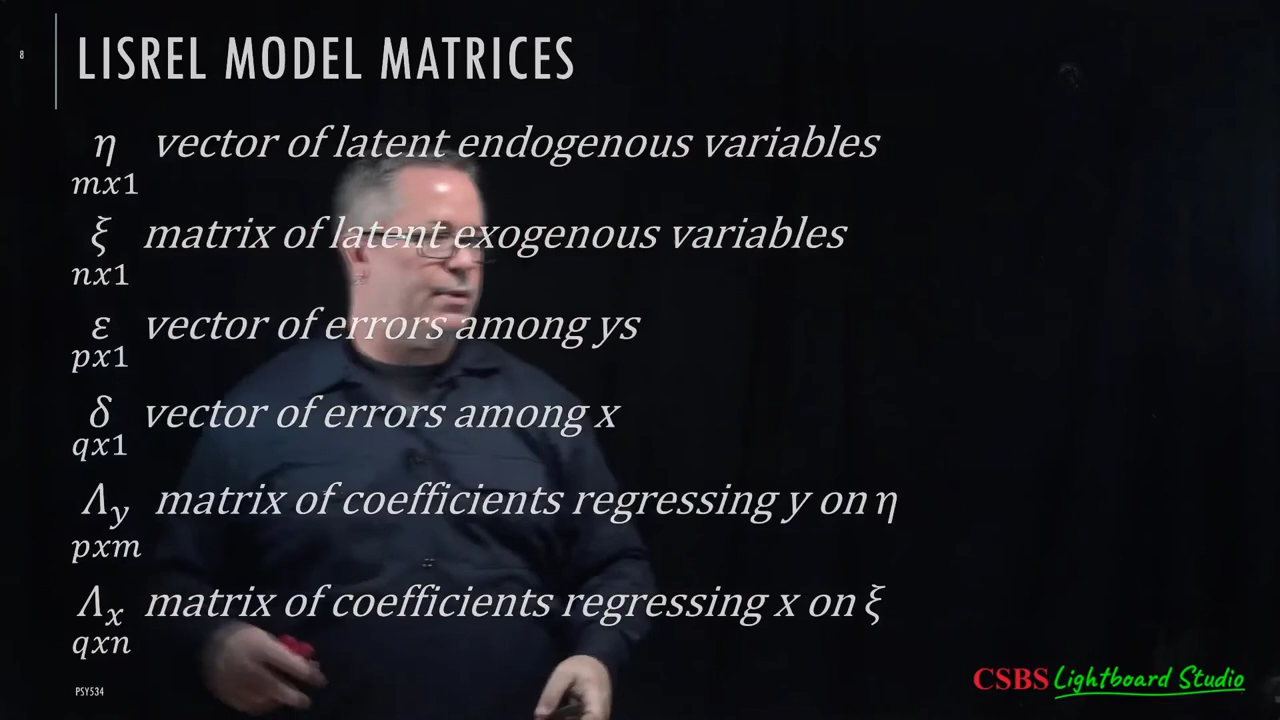 8
LISREL MODEL MATRICES
η vector of latent endogenous variables
mx1
ξ matrix of latent exogenous variables
nx1
ε vector of errors among ys
px1
δ vector of errors among x
qx1
Λy matrix of coefficients regressing y on η
pxm
Λx matrix of coefficients regressing x on ξ
qxn
PSY534
CSBS Lightboard Studio